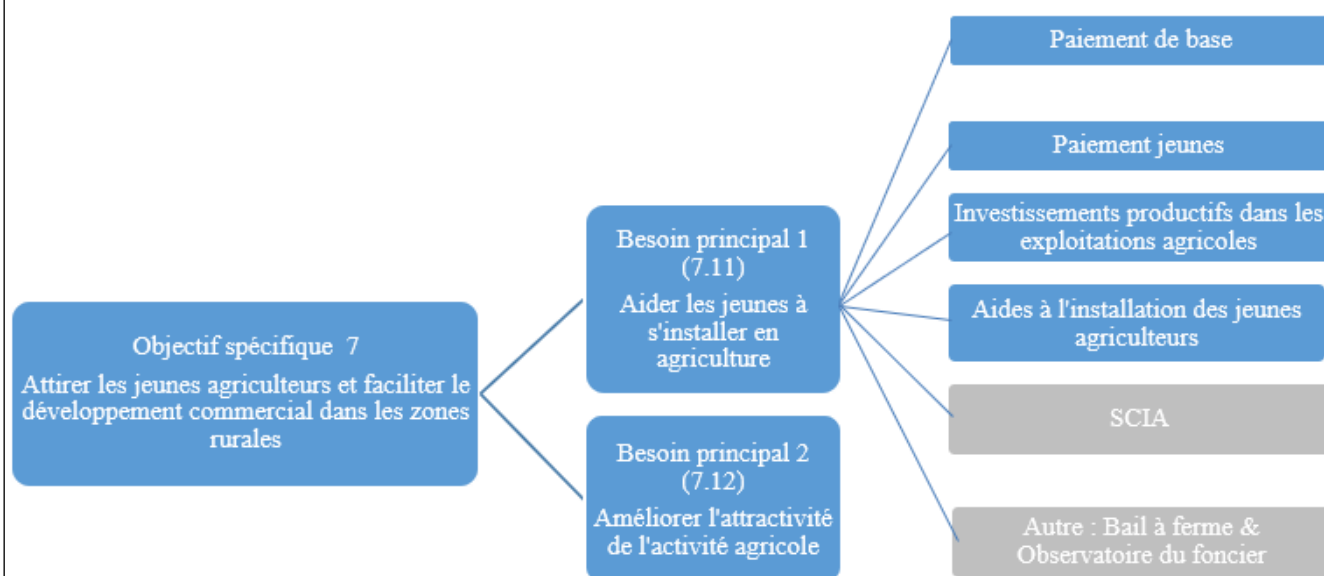 Objectif spécifique 7
Attirer les jeunes agriculteurs et faciliter le
développement commercial dans les zones
rurales
Besoin principal 1
(7.11)
Aider les jeunes à
s'installer en
agriculture
Besoin principal 2
(7.12)
Améliorer l'attractivité
de l'activité agricole
Paiement de base
Paiement jeunes
Investissements productifs dans les
exploitations agricoles
Aides à l'installation des jeunes
agriculteurs
SCIA
Autre : Bail à ferme &
Observatoire du foncier